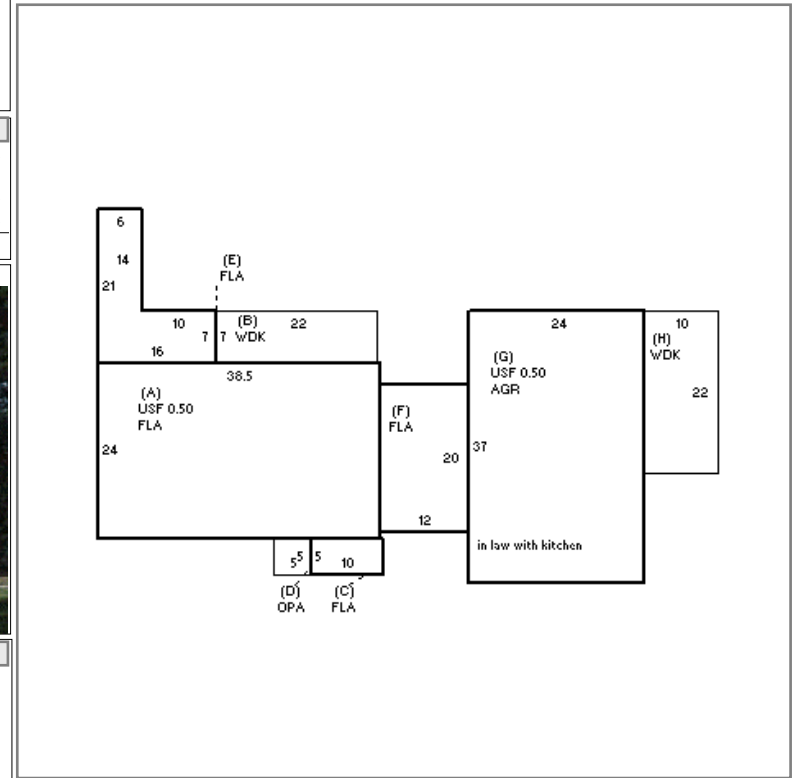 6
14
21
(E)
FLA
10
7
7
(B)
WDK
22
16
38.5
(A)
USF 0.50
FLA
24
(F)
FLA
20
12
24
(G)
USF 0.50
AGR
37
in law with kitchen
10
(H)
WDK
22
5
5
5
10
(D)
OPA
(C)
FLA